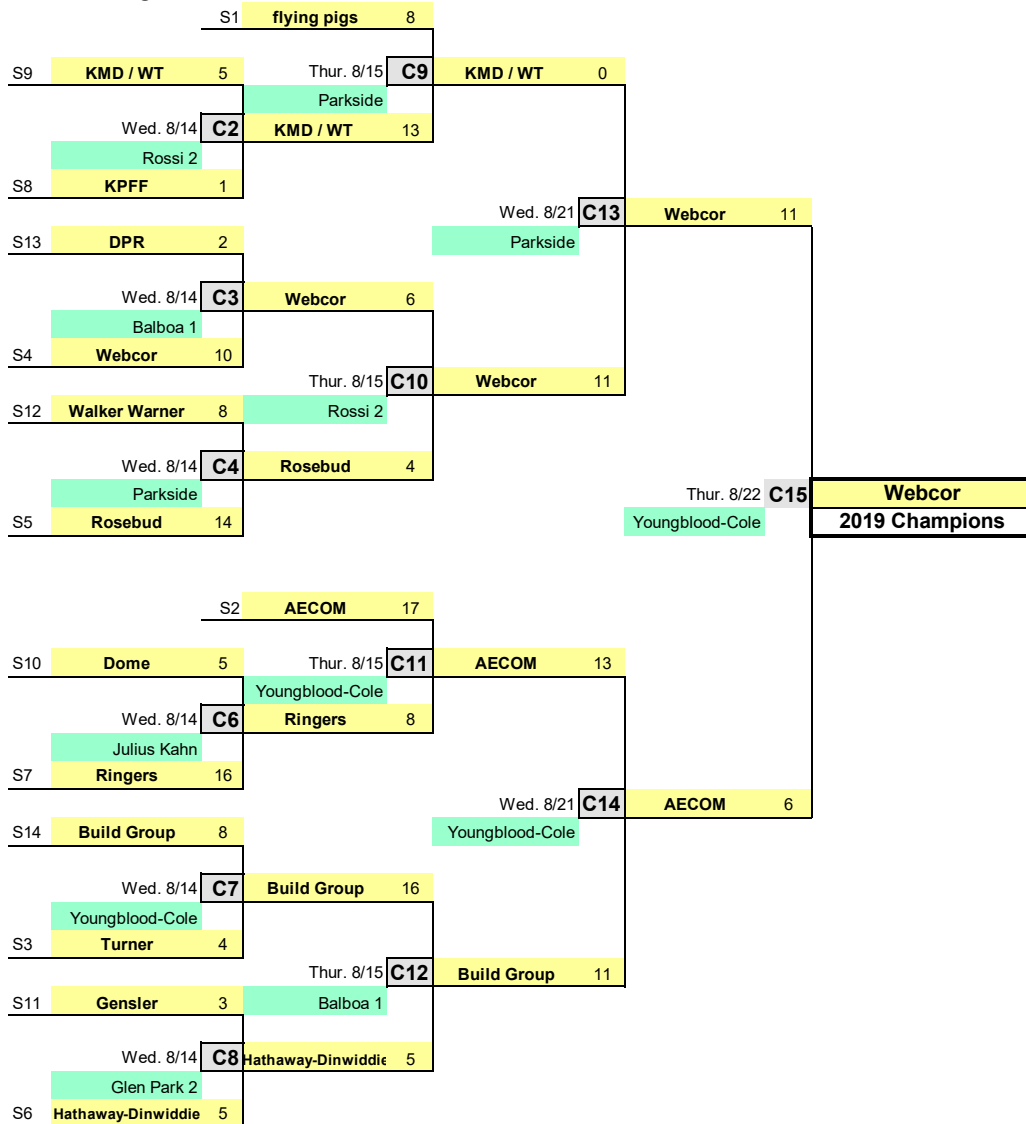 S1 flying pigs 8
S9 KMD / WT 5 Thur. 8/15 C9 KMD / WT 0
Parkside
Wed. 8/14 C2 KMD / WT 13
Rossi 2
S8 KPFF 1
Wed. 8/21 C13 Webcor 11
S13 DPR 2 Parkside
Wed. 8/14 C3 Webcor 6
Balboa 1
S4 Webcor 10
Thur. 8/15 C10 Webcor 11
S12 Walker Warner 8 Rossi 2
Wed. 8/14 C4 Rosebud 4
Parkside Thur. 8/22 C15 Webcor
S5 Rosebud 14 Youngblood-Cole 2019 Champions
S2 AECOM 17
S10 Dome 5 Thur. 8/15 C11 AECOM 13
Youngblood-Cole
Wed. 8/14 C6 Ringers 8
Julius Kahn
S7 Ringers 16
Wed. 8/21 C14 AECOM 6
S14 Build Group 8 Youngblood-Cole
Wed. 8/14 C7 Build Group 16
Youngblood-Cole
S3 Turner 4
Thur. 8/15 C12 Build Group 11
S11 Gensler 3 Balboa 1
Wed. 8/14 C8 Hathaway-Dinwiddie 5
Glen Park 2
S6 Hathaway-Dinwiddie 5